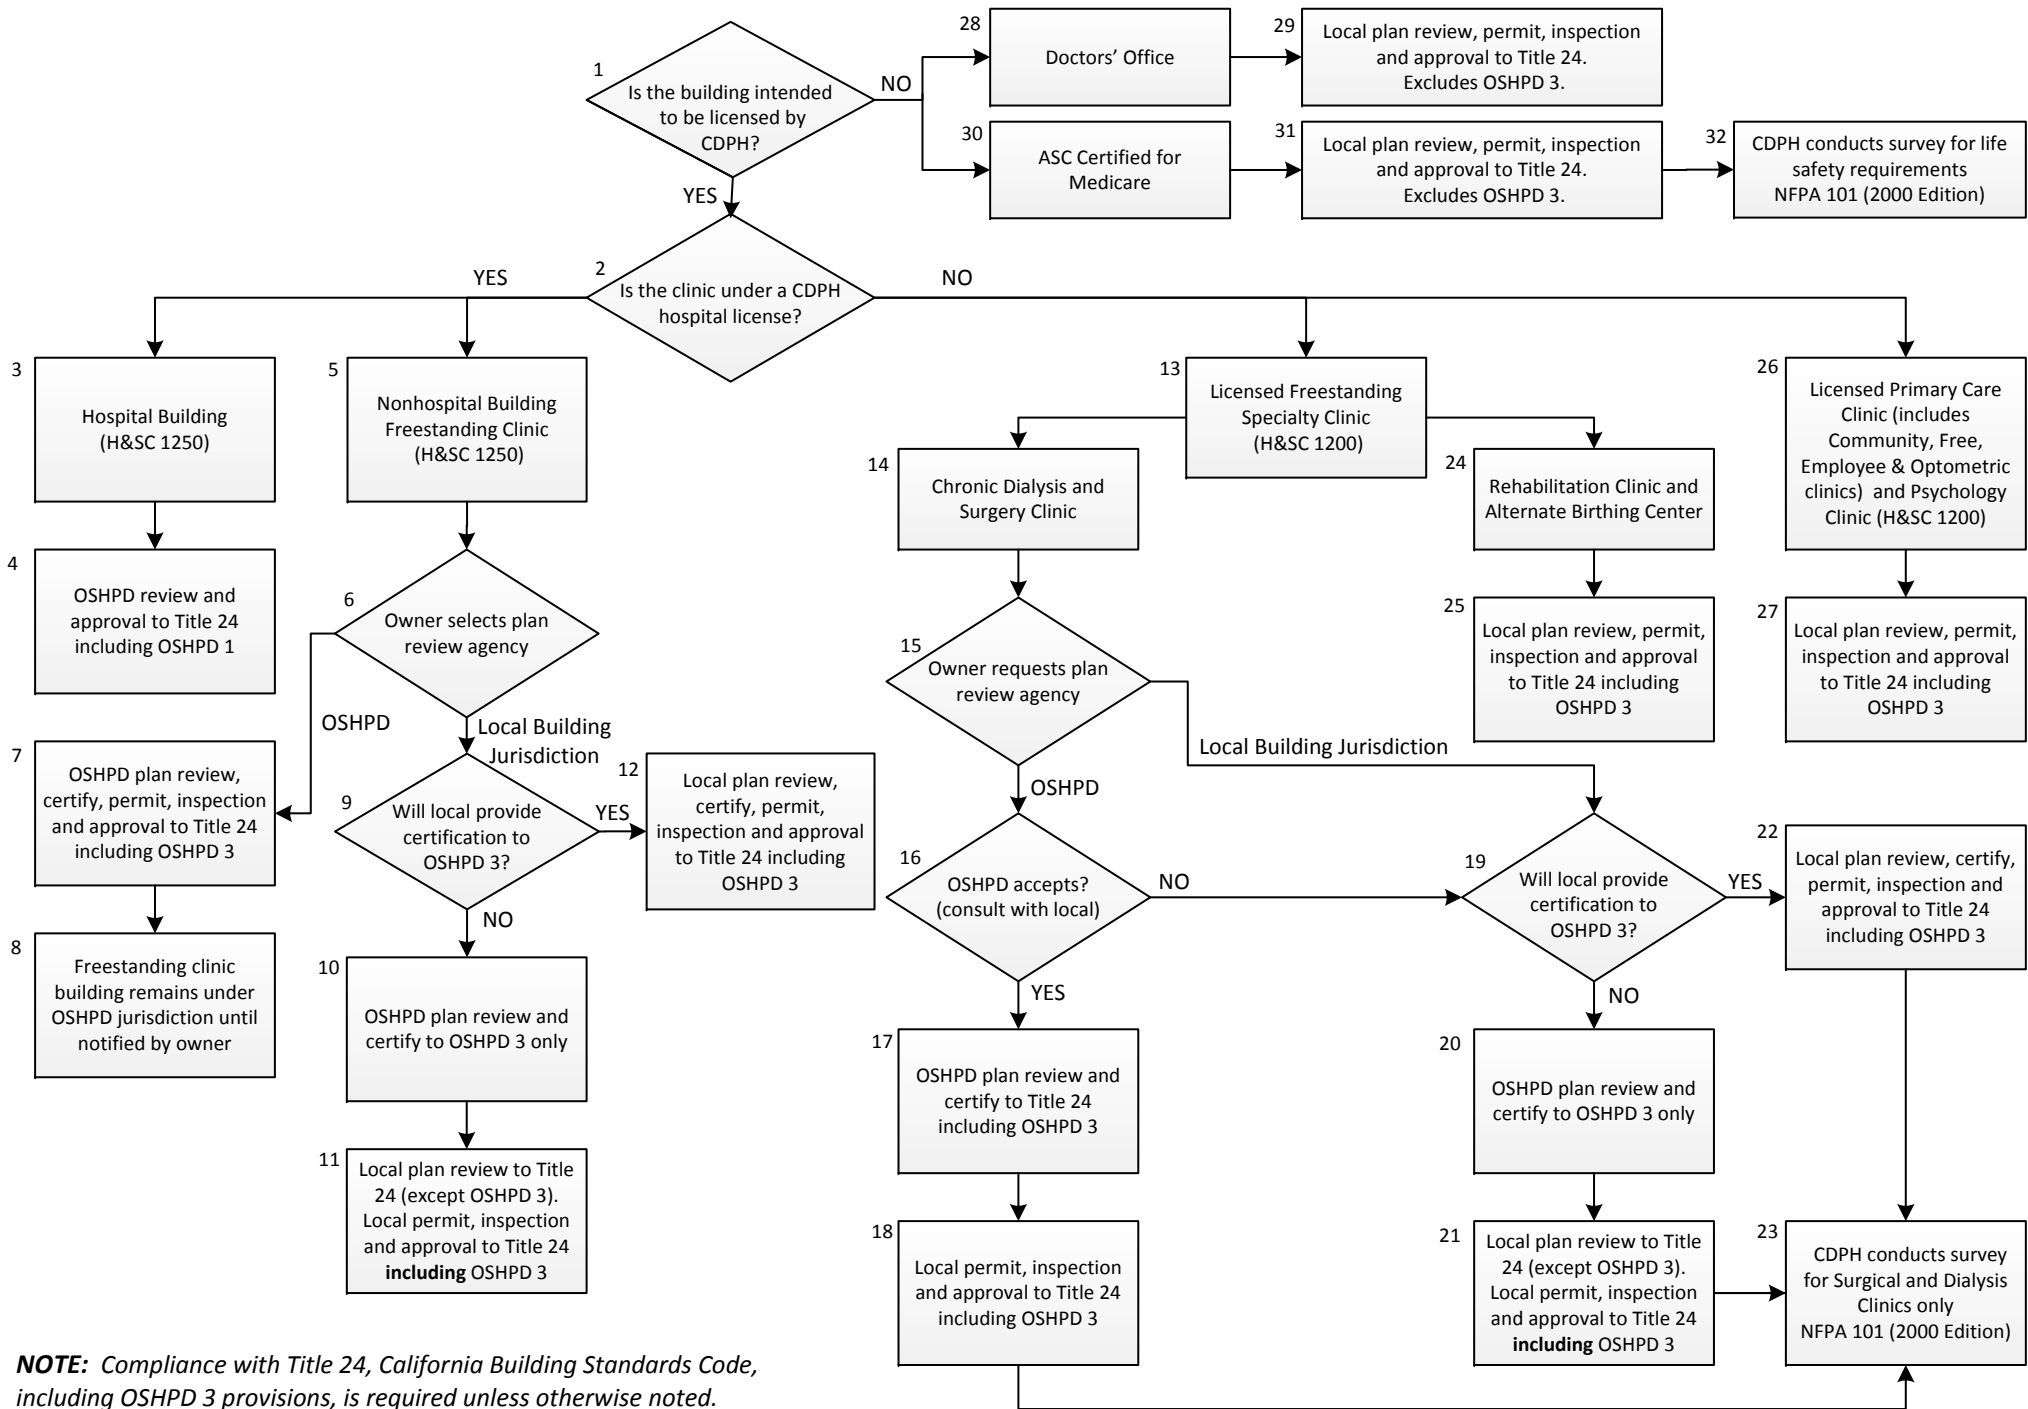 1
Is the building intended
to be licensed by
CDPH?
NO
YES
28
Doctors’ Office
29
Local plan review, permit, inspection
and approval to Title 24.
Excludes OSHPD 3.
30
ASC Certified for
Medicare
31
Local plan review, permit, inspection
and approval to Title 24.
Excludes OSHPD 3.
32
CDPH conducts survey for life
safety requirements
NFPA 101 (2000 Edition)
2
Is the clinic under a CDPH
hospital license?
YES
NO
3
Hospital Building
(H&SC 1250)
4
OSHPD review and
approval to Title 24
including OSHPD 1
5
Nonhospital Building
Freestanding Clinic
(H&SC 1250)
6
Owner selects plan
review agency
OSHPD
Local Building
Jurisdiction
7
OSHPD plan review,
certify, permit, inspection
and approval to Title 24
including OSHPD 3
8
Freestanding clinic
building remains under
OSHPD jurisdiction until
notified by owner
9
Will local provide
certification to
OSHPD 3?
YES
NO
12
Local plan review,
certify, permit,
inspection and approval
to Title 24 including
OSHPD 3
10
OSHPD plan review and
certify to OSHPD 3 only
11
Local plan review to Title
24 (except OSHPD 3).
Local permit, inspection
and approval to Title 24
including OSHPD 3
13
Licensed Freestanding
Specialty Clinic
(H&SC 1200)
14
Chronic Dialysis and
Surgery Clinic
15
Owner requests plan
review agency
Local Building Jurisdiction
OSHPD
16
OSHPD accepts?
(consult with local)
NO
YES
17
OSHPD plan review and
certify to Title 24
including OSHPD 3
18
Local permit, inspection
and approval to Title 24
including OSHPD 3
24
Rehabilitation Clinic and
Alternate Birthing Center
25
Local plan review, permit,
inspection and approval
to Title 24 including
OSHPD 3
26
Licensed Primary Care
Clinic (includes
Community, Free,
Employee & Optometric
clinics) and Psychology
Clinic (H&SC 1200)
27
Local plan review, permit,
inspection and approval
to Title 24 including
OSHPD 3
19
Will local provide
certification to
OSHPD 3?
YES
NO
22
Local plan review, certify,
permit, inspection and
approval to Title 24
including OSHPD 3
20
OSHPD plan review and
certify to OSHPD 3 only
21
Local plan review to Title
24 (except OSHPD 3).
Local permit, inspection
and approval to Title 24
including OSHPD 3
23
CDPH conducts survey
for Surgical and Dialysis
Clinics only
NFPA 101 (2000 Edition)
NOTE: Compliance with Title 24, California Building Standards Code,
including OSHPD 3 provisions, is required unless otherwise noted.